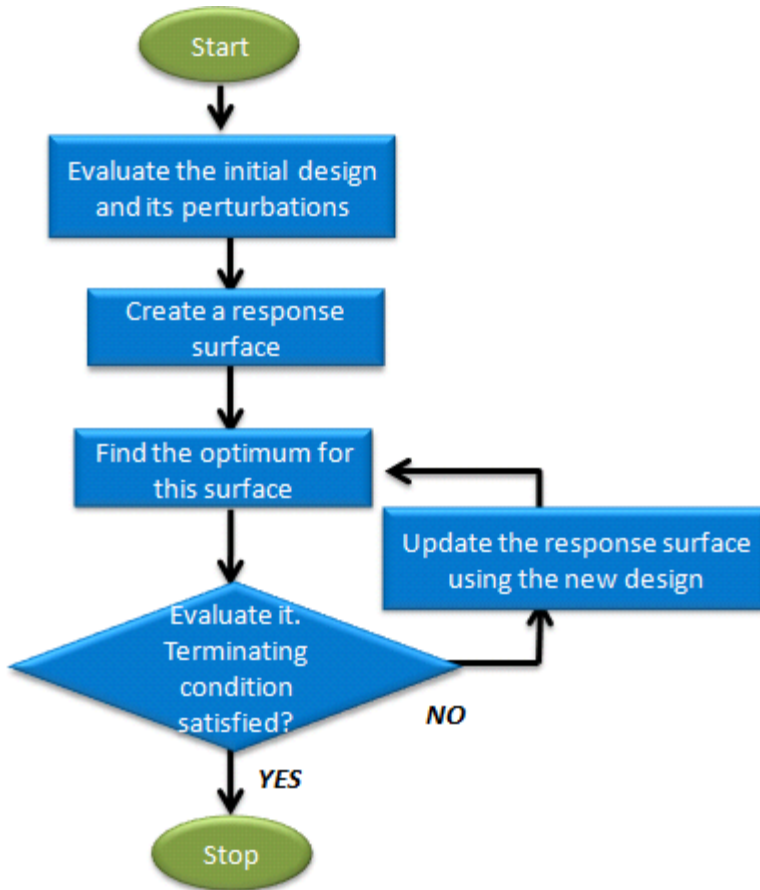 Start
Evaluate the initial design
and its perturbations
Create a response
surface
Find the optimum for
this surface
Update the response surface
using the new design
Evaluate it.
Terminating
condition
satisfied?
NO
YES
Stop